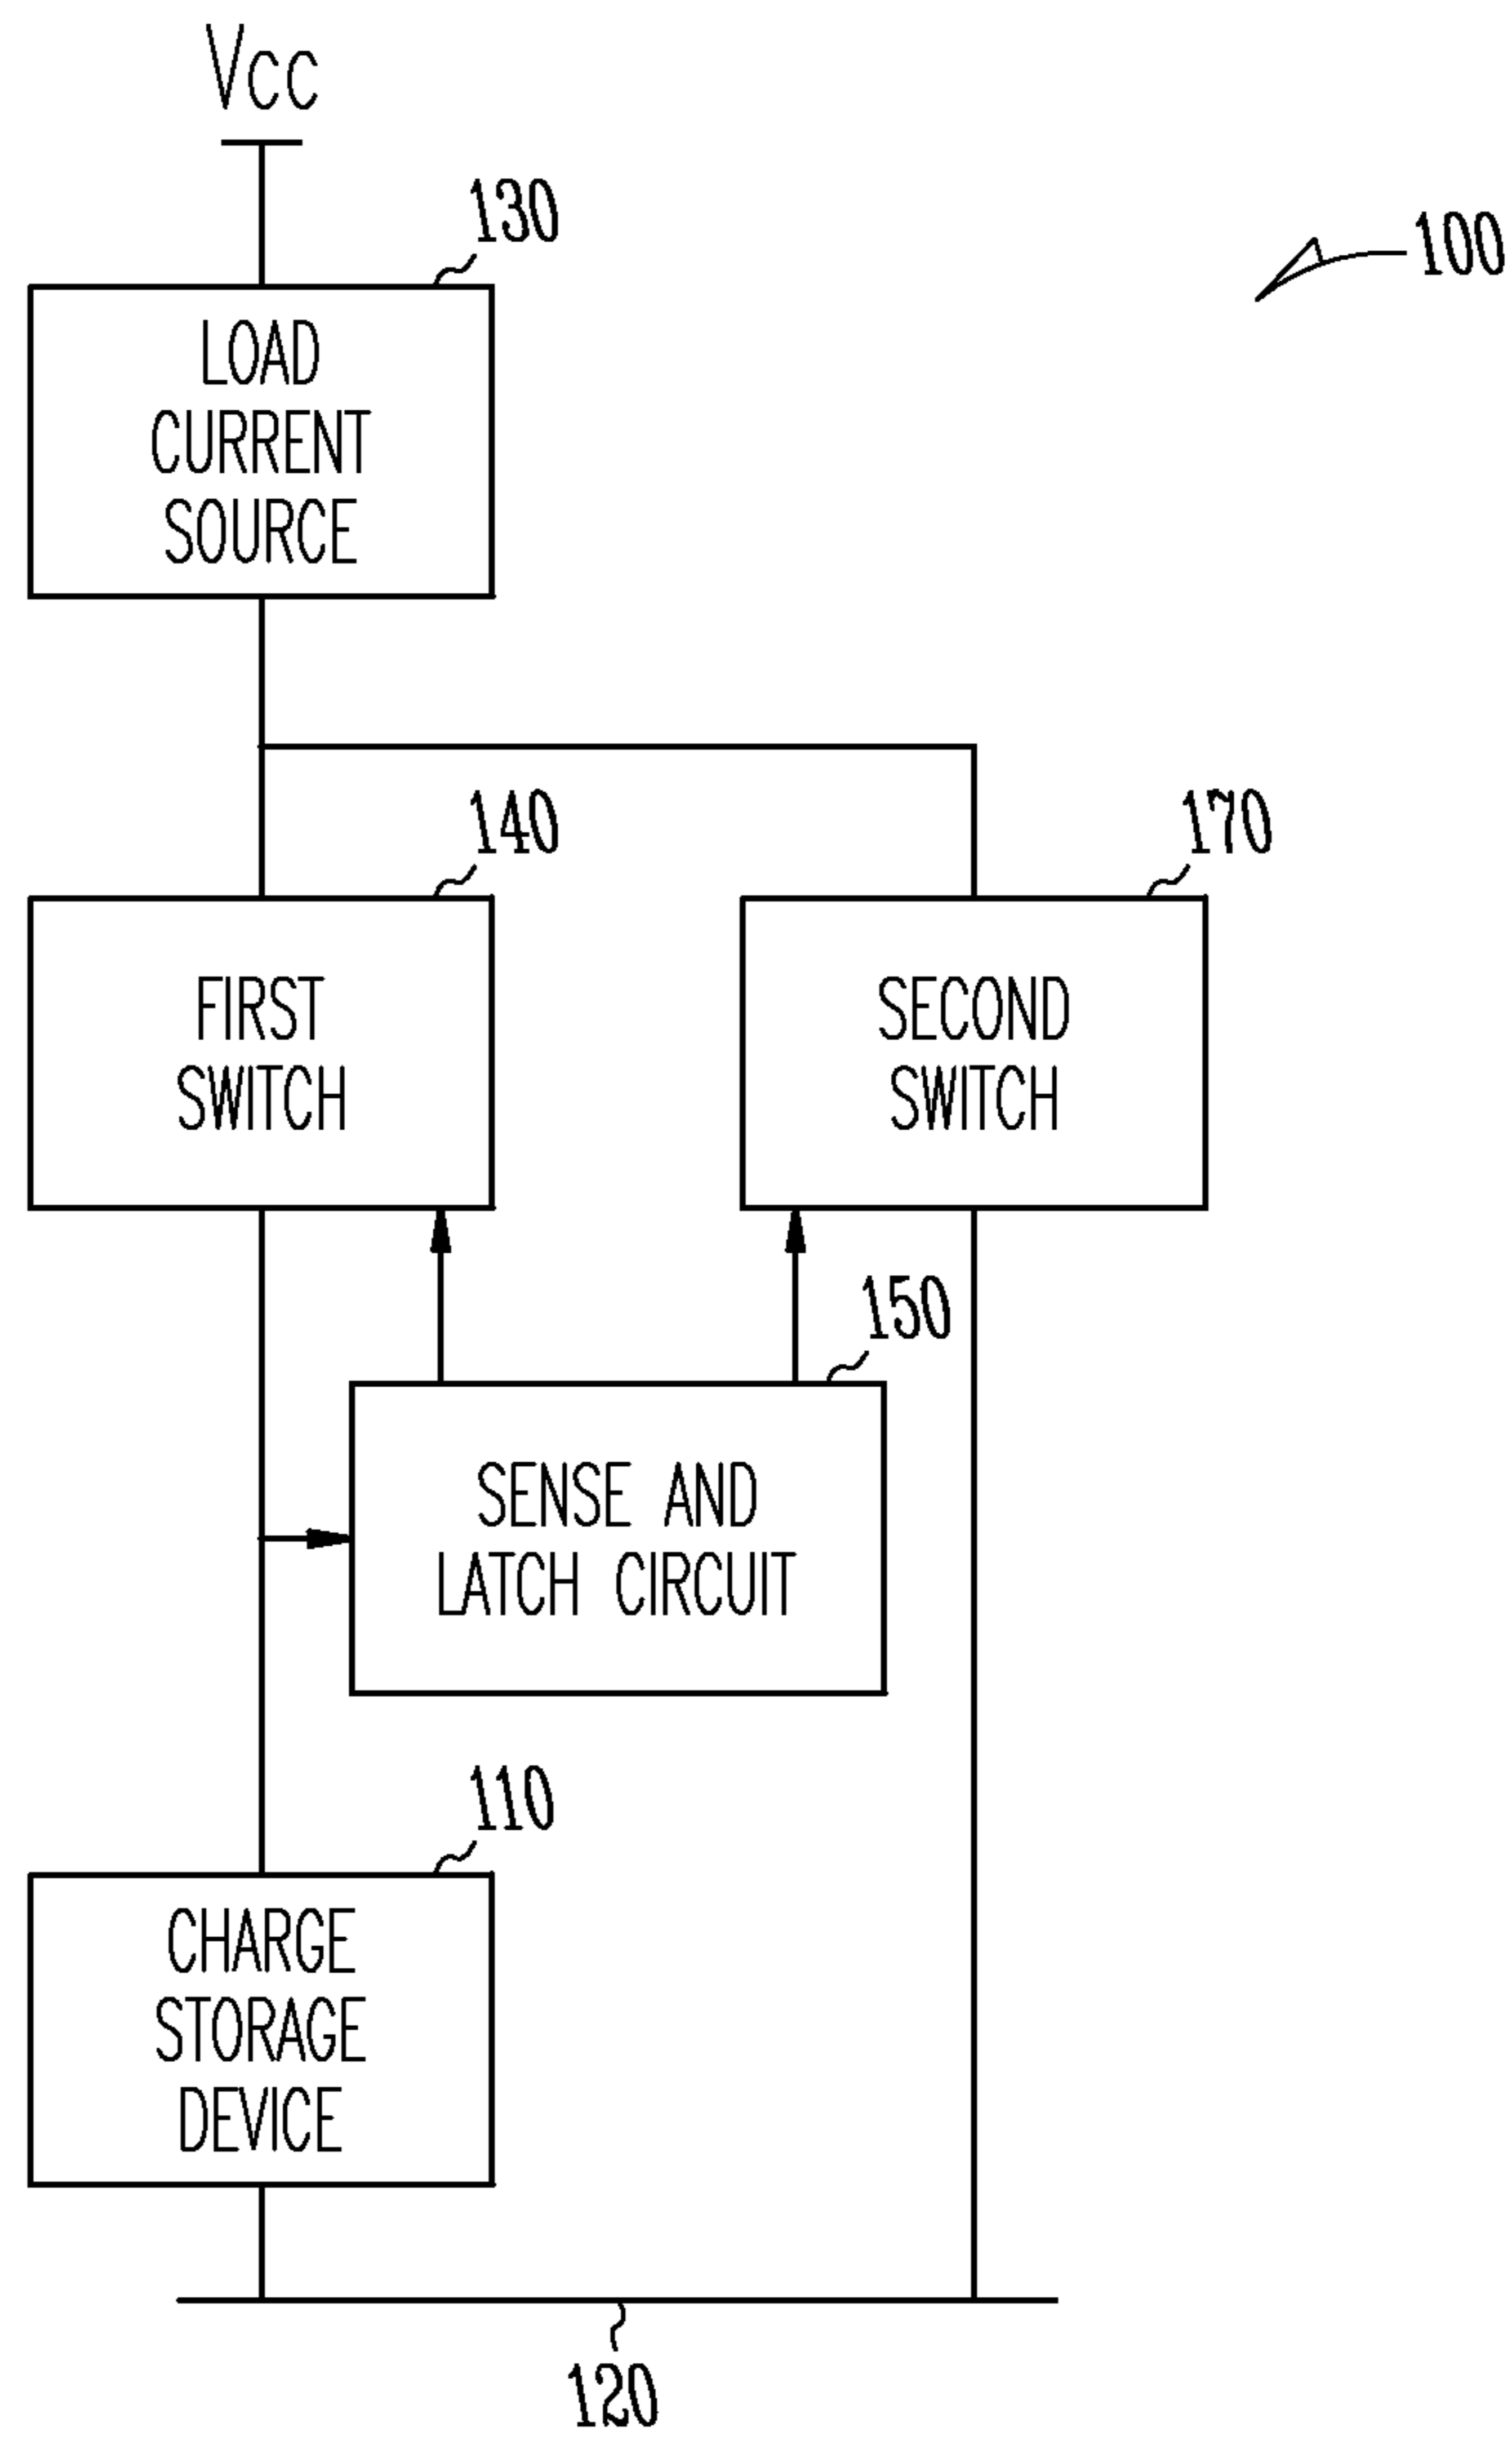 VCC
130
100
LOAD
CURRENT
SOURCE
140
170
FIRST
SWITCH
SECOND
SWITCH
150
SENSE AND
LATCH CIRCUIT
110
CHARGE
STORAGE
DEVICE
120